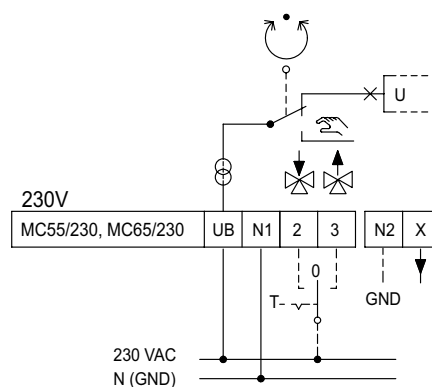 U
230V
MC55/230, MC65/230 UB N1 2 3 N2 X
0
T
GND
230 VAC
N (GND)